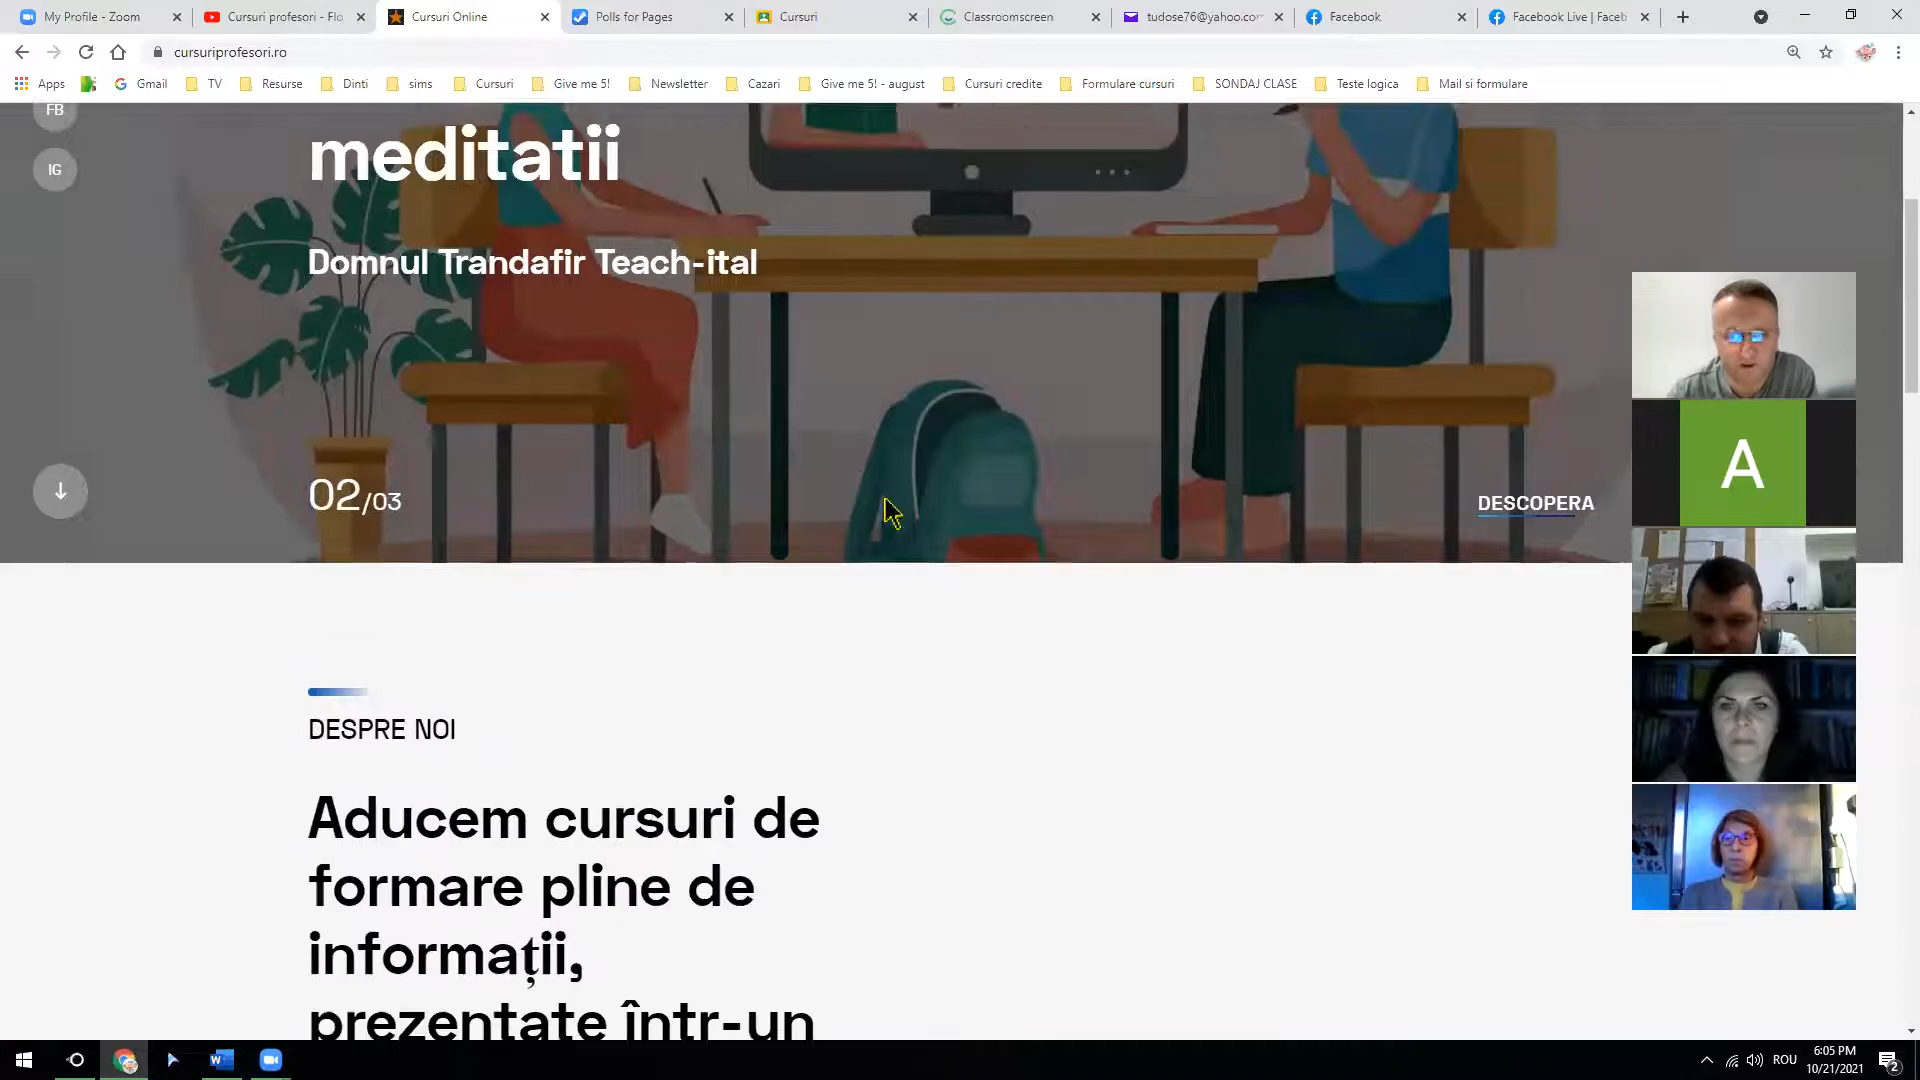 My Profile - Zoom
Cursuri profesori - Flo
Cursuri Online
Polls for Pages
Cursuri
Classroomscreen
tudose76@yahoo.com
Facebook
Facebook Live | Faceb
cursuriprofesori.ro
Apps
Gmail
TV
Resurse
Dinti
sims
Cursuri
Give me 5!
Newsletter
Cazari
Give me 5! - august
Cursuri credite
Formulare cursuri
SONDAJ CLASE
Teste logica
Mail si formulare
FB
IG
meditatii
Domnul Trandafir Teach-ital
02/03
DESCOPERA
A
DESPRE NOI
Aducem cursuri de
formare pline de
informații,
prezentate într-un
ROU
6:05 PM
10/21/2021
2